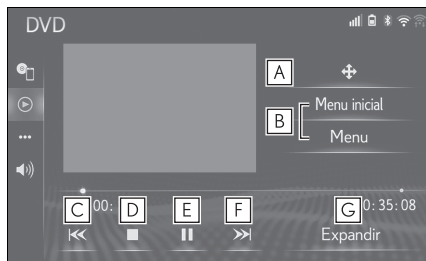 DVD
A
Menu inicial
B
Menu
C 00: D E F G 0:35:08
Expandir